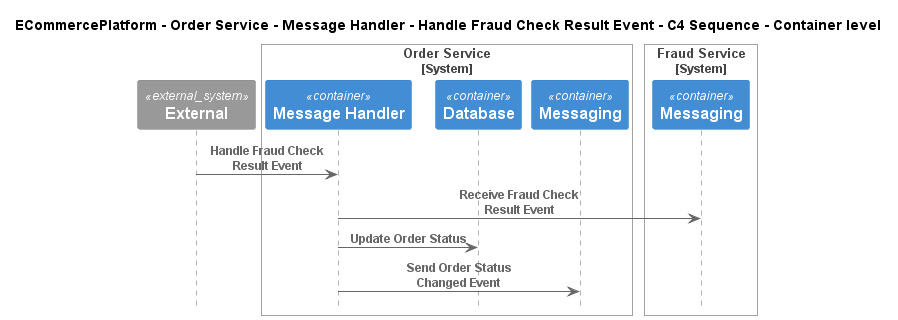 ECommercePlatform - Order Service - Message Handler - Handle Fraud Check Result Event - C4 Sequence - Container level
Order Service
[System]
Fraud Service
[System]
«external_system»
External
«container»
Message Handler
«container»
Database
«container»
Messaging
«container»
Messaging
Handle Fraud Check
Result Event
Receive Fraud Check
Result Event
Update Order Status
Send Order Status
Changed Event